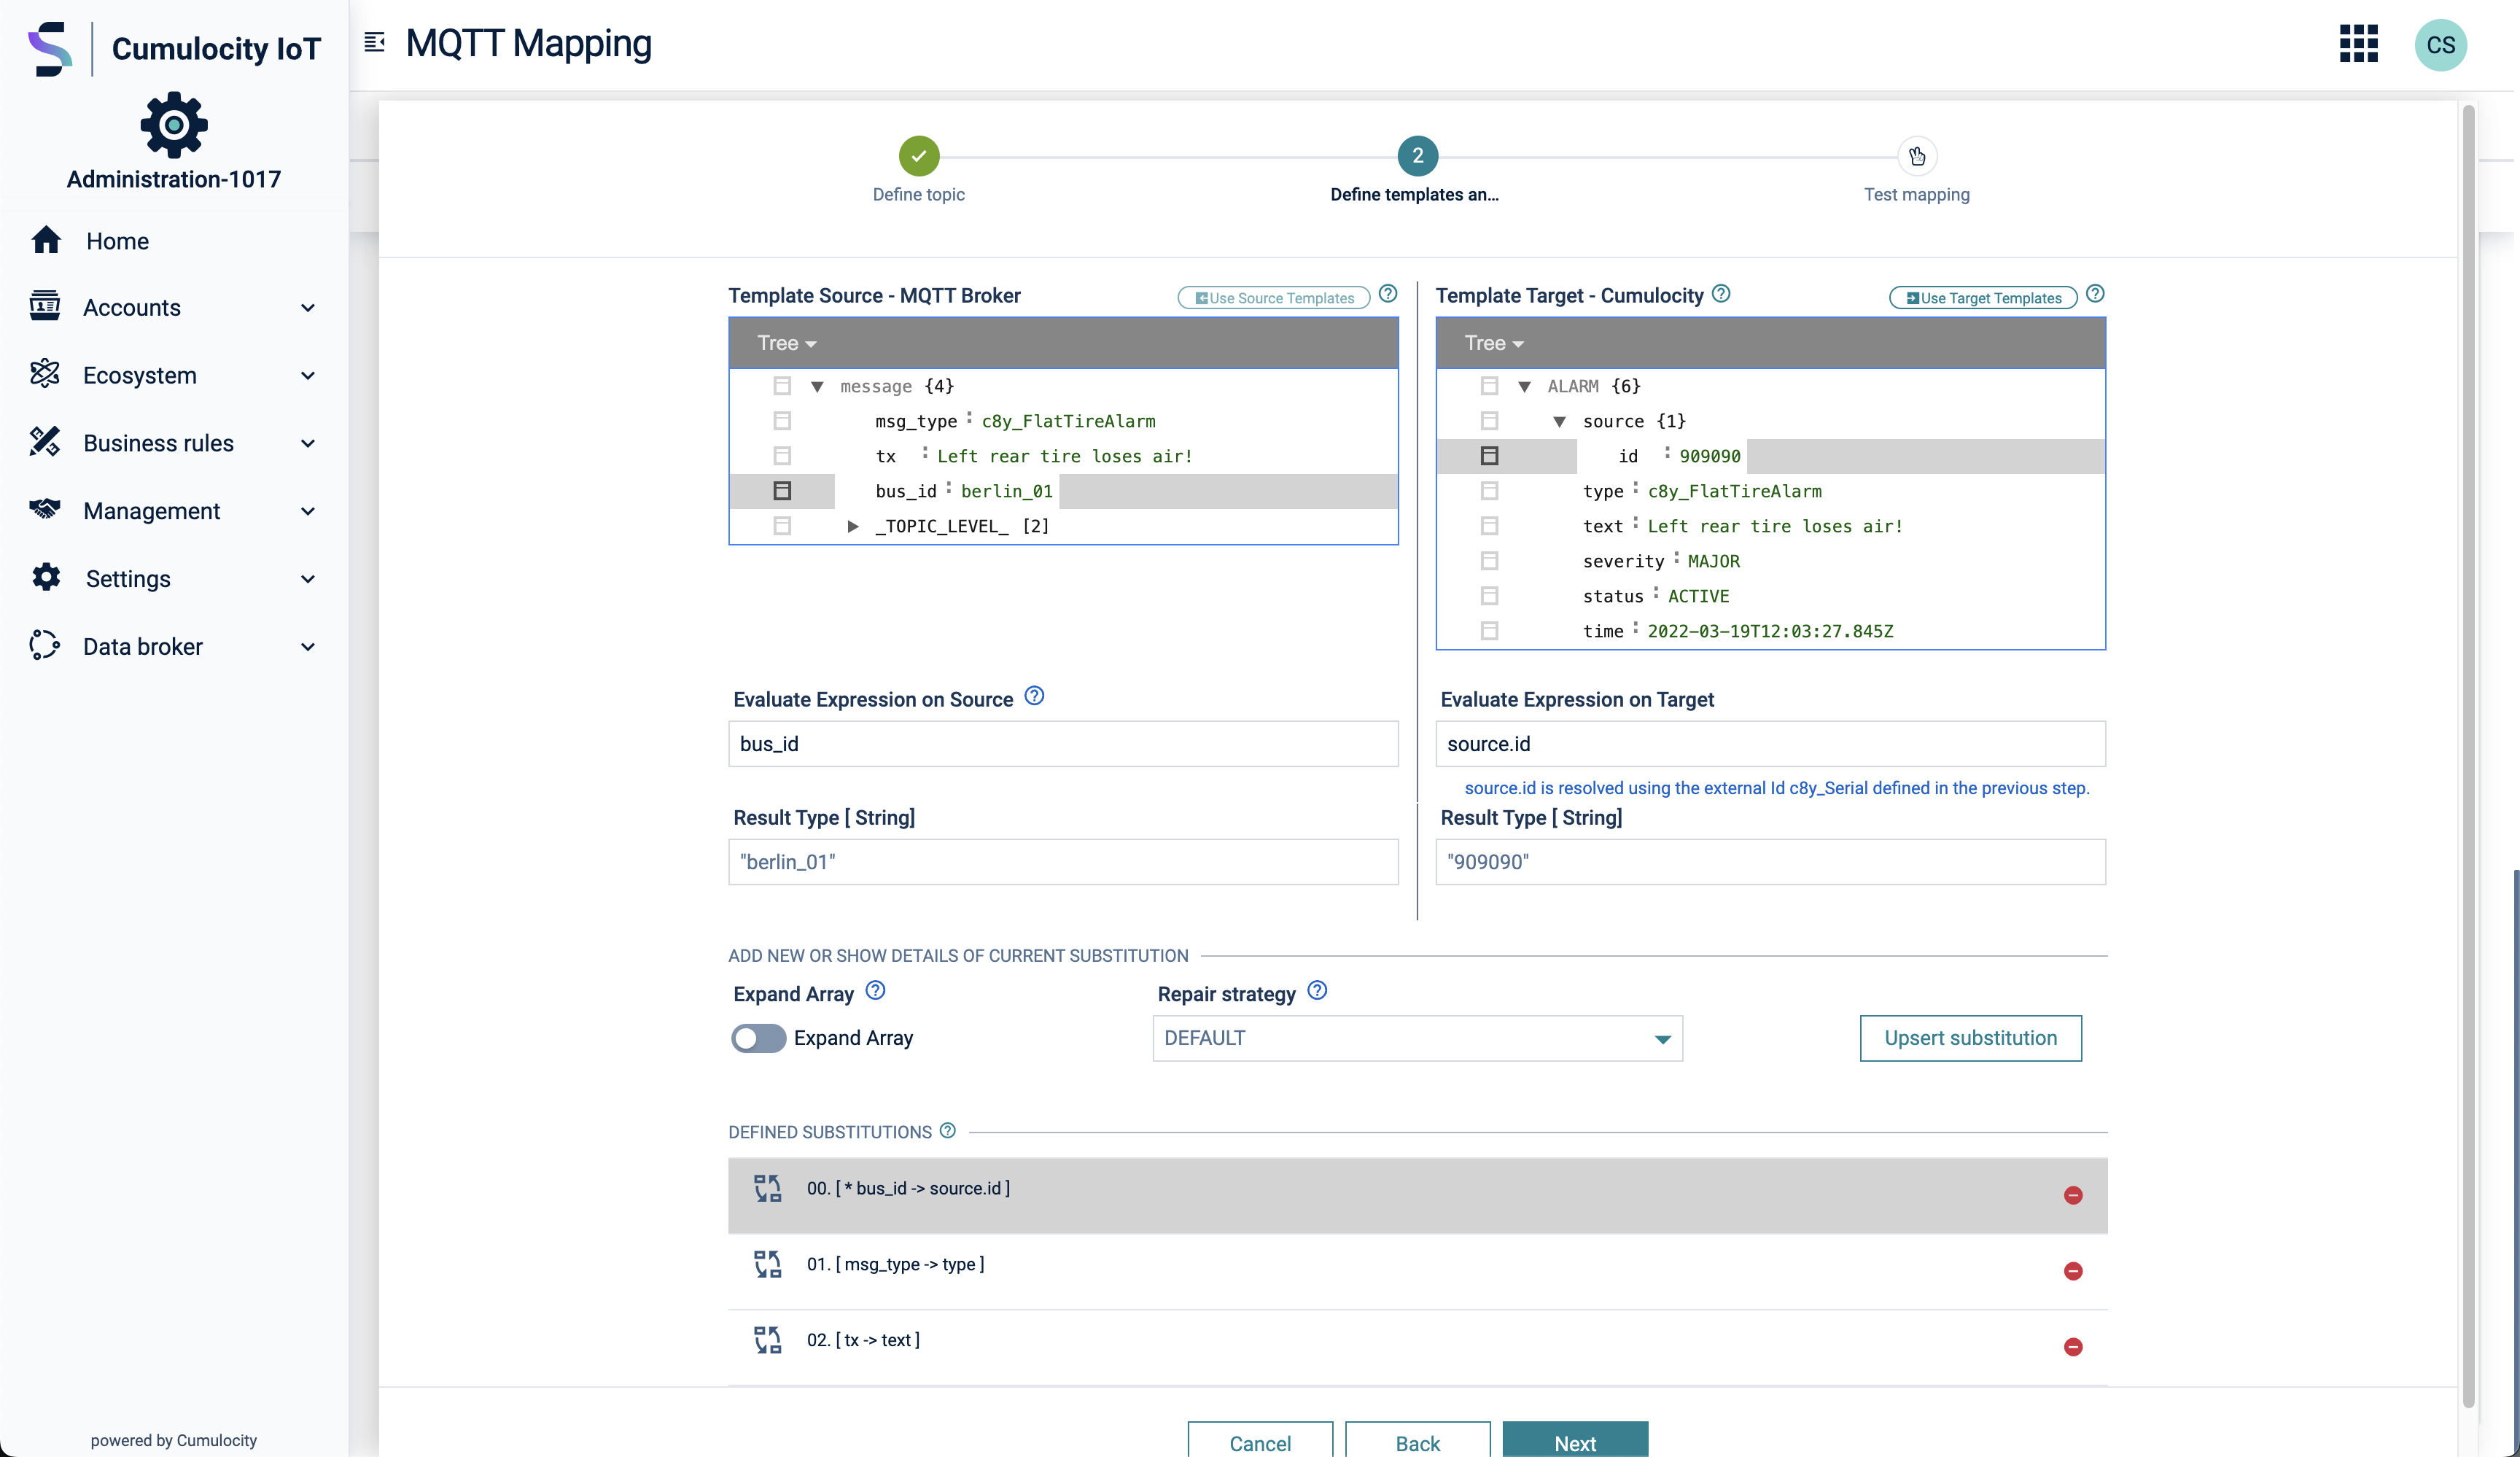 Cumulocity IoT
Administration-1017
Home
Accounts
Ecosystem
Business rules
Management
Settings
Data broker
powered by Cumulocity
MQTT Mapping
CS
2
Define topic
Define templates an...
Test mapping
Template Source - MQTT Broker
Use Source Templates
Tree
message {4}
msg_type : c8y_FlatTireAlarm
tx : Left rear tire loses air!
bus_id : berlin_01
_TOPIC_LEVEL_ [2]
Template Target - Cumulocity
Use Target Templates
Tree
ALARM {6}
source {1}
id : 909090
type : c8y_FlatTireAlarm
text : Left rear tire loses air!
severity : MAJOR
status : ACTIVE
time : 2022-03-19T12:03:27.845Z
Evaluate Expression on Source
bus_id
Result Type [ String]
"berlin_01"
Evaluate Expression on Target
source.id
source.id is resolved using the external Id c8y_Serial defined in the previous step.
Result Type [ String]
"909090"
ADD NEW OR SHOW DETAILS OF CURRENT SUBSTITUTION
Expand Array
Expand Array
Repair strategy
DEFAULT
Upsert substitution
DEFINED SUBSTITUTIONS
00. [ * bus_id -> source.id ]
01. [ msg_type -> type ]
02. [ tx -> text ]
Cancel
Back
Next